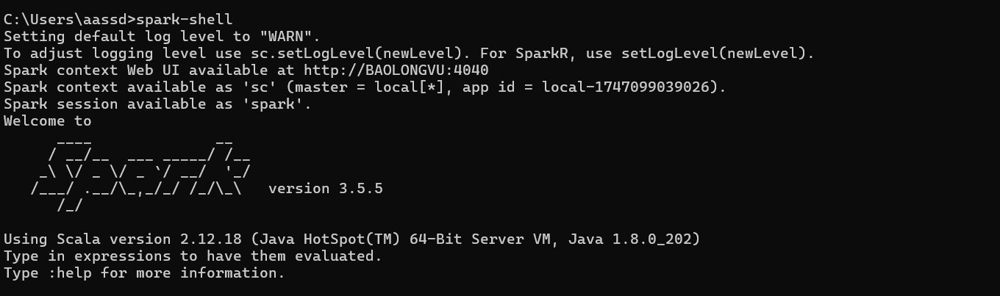 C:\Users\aassd>spark-shell
Setting default log level to "WARN".
To adjust logging level use sc.setLogLevel(newLevel). For SparkR, use setLogLevel(newLevel).
Spark context Web UI available at http://BAOLONGVU:4040
Spark context available as 'sc' (master = local[*], app id = local-1747099039026).
Spark session available as 'spark'.
Welcome to
      ____              __
     / __/__  ___ _____/ /__
    _\ \/ _ \/ _ `/ __/  '_/
   /___/ .__/\_,_/_/ /_/\_\   version 3.5.5
      /_/
Using Scala version 2.12.18 (Java HotSpot(TM) 64-Bit Server VM, Java 1.8.0_202)
Type in expressions to have them evaluated.
Type :help for more information.